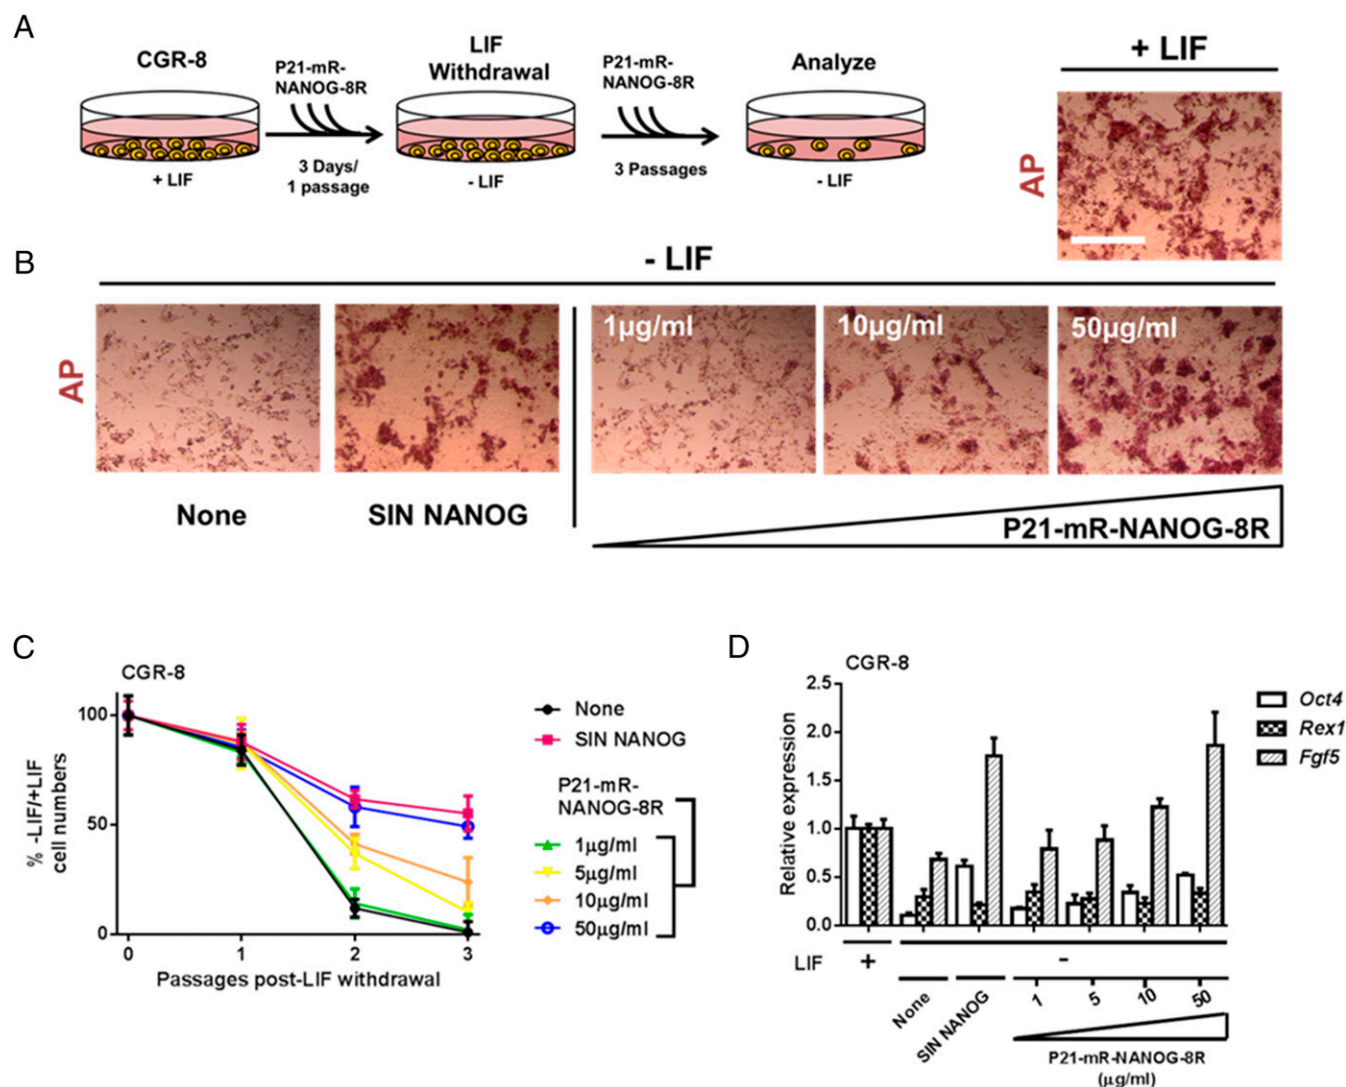 A
CGR-8
P21-mR-
NANOG-8R
LIF
Withdrawal
P21-mR-
NANOG-8R
Analyze
+ LIF
3 Days/
1 passage
- LIF
3 Passages
- LIF
+ LIF
AP
B
- LIF
AP
1µg/ml
10µg/ml
50µg/ml
None
SIN NANOG
P21-mR-NANOG-8R
C
CGR-8
% -LIF/+LIF
cell numbers
100
50
0
0
1
2
3
Passages post-LIF withdrawal
None
SIN NANOG
P21-mR-
NANOG-8R
1µg/ml
5µg/ml
10µg/ml
50µg/ml
D
CGR-8
Relative expression
2.5
2.0
1.5
1.0
0.5
0.0
Oct4
Rex1
Fgf5
LIF
+
-
None
SIN NANOG
1
5
10
50
P21-mR-NANOG-8R
(µg/ml)